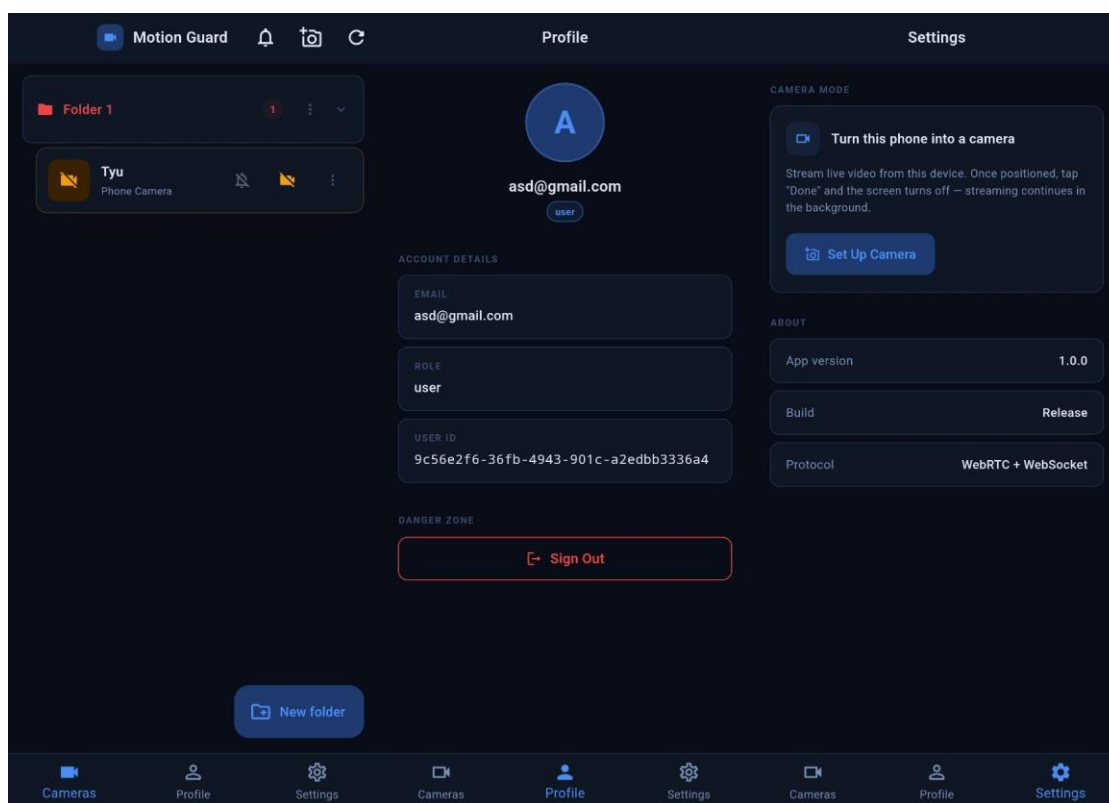 Motion Guard
Folder 1
1
Tyu
Phone Camera
New folder
Cameras
Profile
Settings
Profile
A
asd@gmail.com
user
ACCOUNT DETAILS
EMAIL
asd@gmail.com
ROLE
user
USER ID
9c56e2f6-36fb-4943-901c-a2edbb3336a4
DANGER ZONE
Sign Out
Cameras
Profile
Settings
Settings
CAMERA MODE
Turn this phone into a camera
Stream live video from this device. Once positioned, tap
"Done" and the screen turns off — streaming continues in
the background.
Set Up Camera
ABOUT
App version 1.0.0
Build Release
Protocol WebRTC + WebSocket
Cameras
Profile
Settings